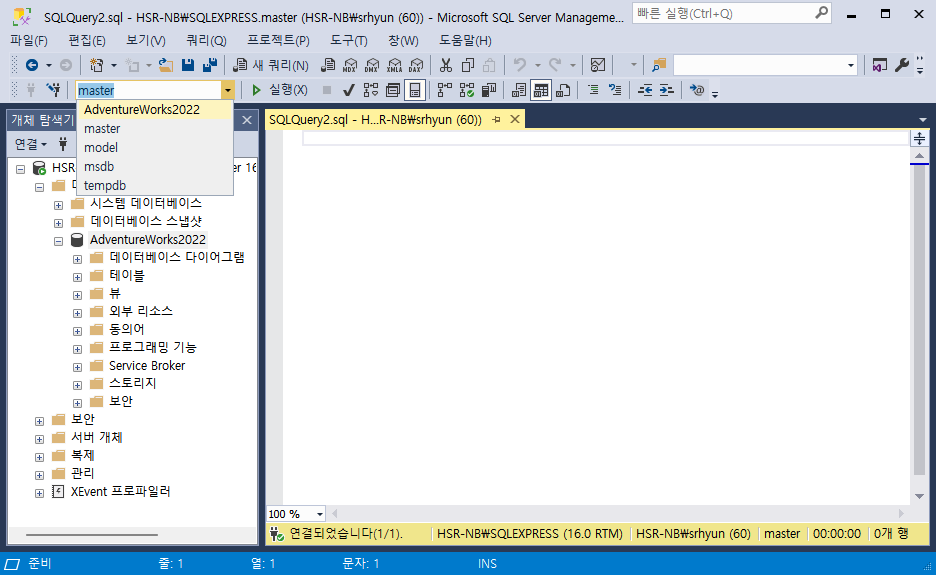 SQLQuery2.sql - HSR-NB₩SQLEXPRESS.master (HSR-NB₩srhyun (60)) - Microsoft SQL Server Manageme...
빠른 실행(Ctrl+Q)
파일(F) 편집(E) 보기(V) 쿼리(Q) 프로젝트(P) 도구(T) 창(W) 도움말(H)
새 쿼리(N) MDX DMX XMLA DAX
master 실행(X)
AdventureWorks2022
master
model
msdb
tempdb
개체 탐색기
SQLQuery2.sql - H...R-NB₩srhyun (60))
연결
HSR er 16
시스템 데이터베이스
데이터베이스 스냅샷
AdventureWorks2022
데이터베이스 다이어그램
테이블
뷰
외부 리소스
동의어
프로그래밍 기능
Service Broker
스토리지
보안
보안
서버 개체
복제
관리
XEvent 프로파일러
100 %
연결되었습니다(1/1). HSR-NB₩SQLEXPRESS (16.0 RTM) HSR-NB₩srhyun (60) master 00:00:00 0개 행
준비 줄: 1 열: 1 문자: 1 INS